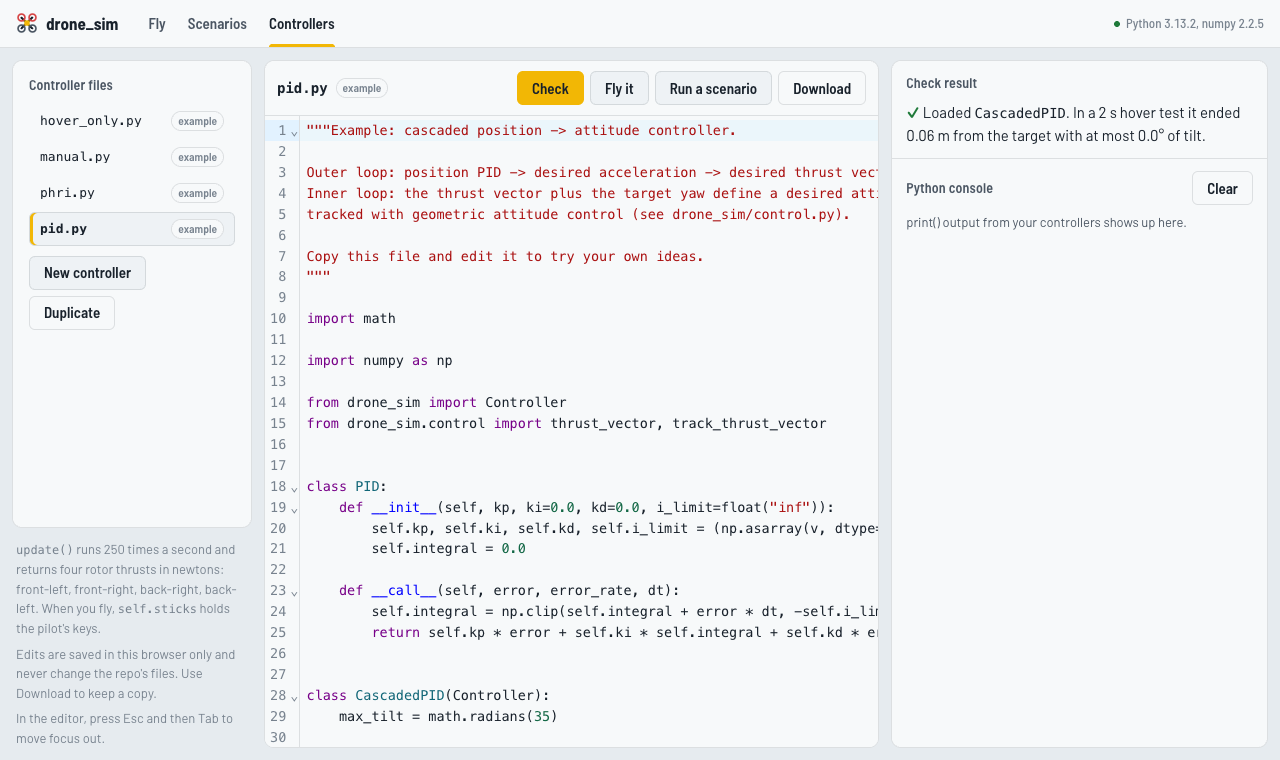 drone_sim Fly Scenarios Controllers Python 3.13.2, numpy 2.2.5
Controller files
hover_only.py example
manual.py example
phri.py example
pid.py example
New controller
Duplicate
update() runs 250 times a second and
returns four rotor thrusts in newtons:
front-left, front-right, back-right, back-
left. When you fly, self.sticks holds
the pilot's keys.
Edits are saved in this browser only and
never change the repo's files. Use
Download to keep a copy.
In the editor, press Esc and then Tab to
move focus out.
pid.py example Check Fly it Run a scenario Download
1 """Example: cascaded position -> attitude controller.
2
3 Outer loop: position PID -> desired acceleration -> desired thrust vect
4 Inner loop: the thrust vector plus the target yaw define a desired atti
5 tracked with geometric attitude control (see drone_sim/control.py).
6
7 Copy this file and edit it to try your own ideas.
8 """
9
10 import math
11
12 import numpy as np
13
14 from drone_sim import Controller
15 from drone_sim.control import thrust_vector, track_thrust_vector
16
17
18 class PID:
19 def __init__(self, kp, ki=0.0, kd=0.0, i_limit=float("inf")):
20 self.kp, self.ki, self.kd, self.i_limit = (np.asarray(v, dtype=
21 self.integral = 0.0
22
23 def __call__(self, error, error_rate, dt):
24 self.integral = np.clip(self.integral + error * dt, -self.i_lim
25 return self.kp * error + self.ki * self.integral + self.kd * er
26
27
28 class CascadedPID(Controller):
29 max_tilt = math.radians(35)
30
Check result
✓ Loaded CascadedPID. In a 2 s hover test it ended
0.06 m from the target with at most 0.0° of tilt.
Python console Clear
print() output from your controllers shows up here.